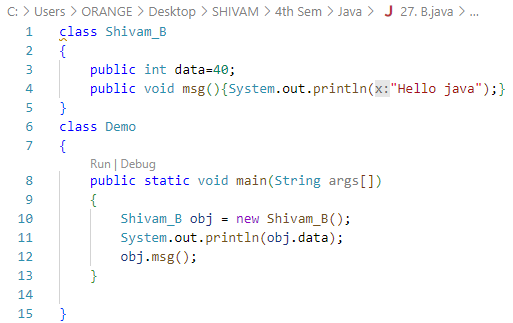 C: > Users > ORANGE > Desktop > SHIVAM > 4th Sem > Java > J 27. B.java > ...
1 class Shivam_B
2 {
3     public int data=40;
4     public void msg(){System.out.println(x:"Hello java");}
5 }
6 class Demo
7 {
Run | Debug
8     public static void main(String args[])
9     {
10         Shivam_B obj = new Shivam_B();
11         System.out.println(obj.data);
12         obj.msg();
13     }
14
15 }